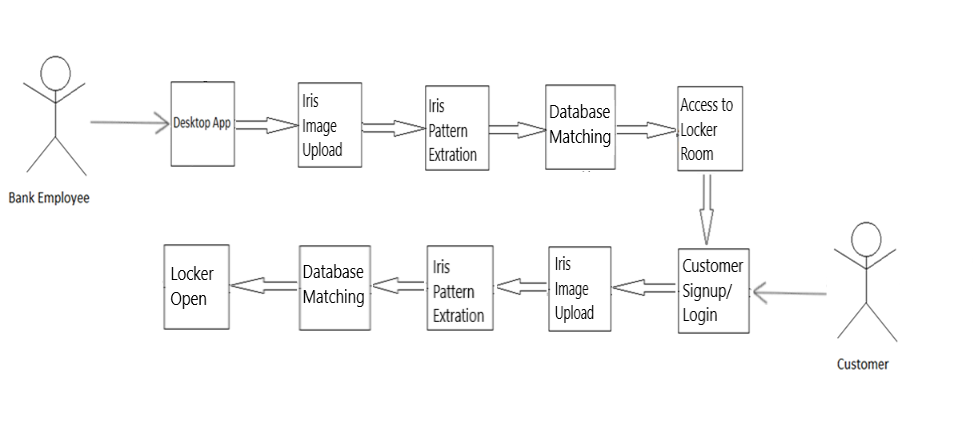 Bank Employee
Desktop App
Iris
Image
Upload
Iris
Pattern
Extration
Database
Matching
Access to
Locker
Room
Customer
Signup/
Login
Customer
Iris
Image
Upload
Iris
Pattern
Extration
Database
Matching
Locker
Open